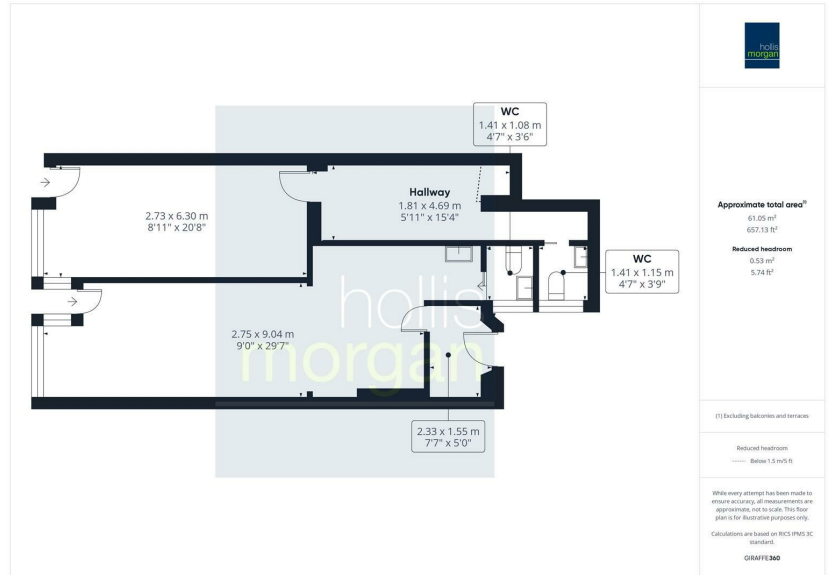 WC
1.41 x 1.08 m
4'7" x 3'6"
Hallway
1.81 x 4.69 m
5'11" x 15'4"
2.73 x 6.30 m
8'11" x 20'8"
WC
1.41 x 1.15 m
4'7" x 3'9"
2.75 x 9.04 m
9'0" x 29'7"
2.33 x 1.55 m
7'7" x 5'0"
hollis
morgan
hollis
morgan
Approximate total area(1)
61.05 m²
657.13 ft²
Reduced headroom
0.53 m²
5.74 ft²
(1) Excluding balconies and terraces
Reduced headroom
Below 1.5 m/5 ft
While every attempt has been made to
ensure accuracy, all measurements are
approximate, not to scale. This floor
plan is for illustrative purposes only.
Calculations are based on RICS IPMS 3C
standard.
GIRAFFE360